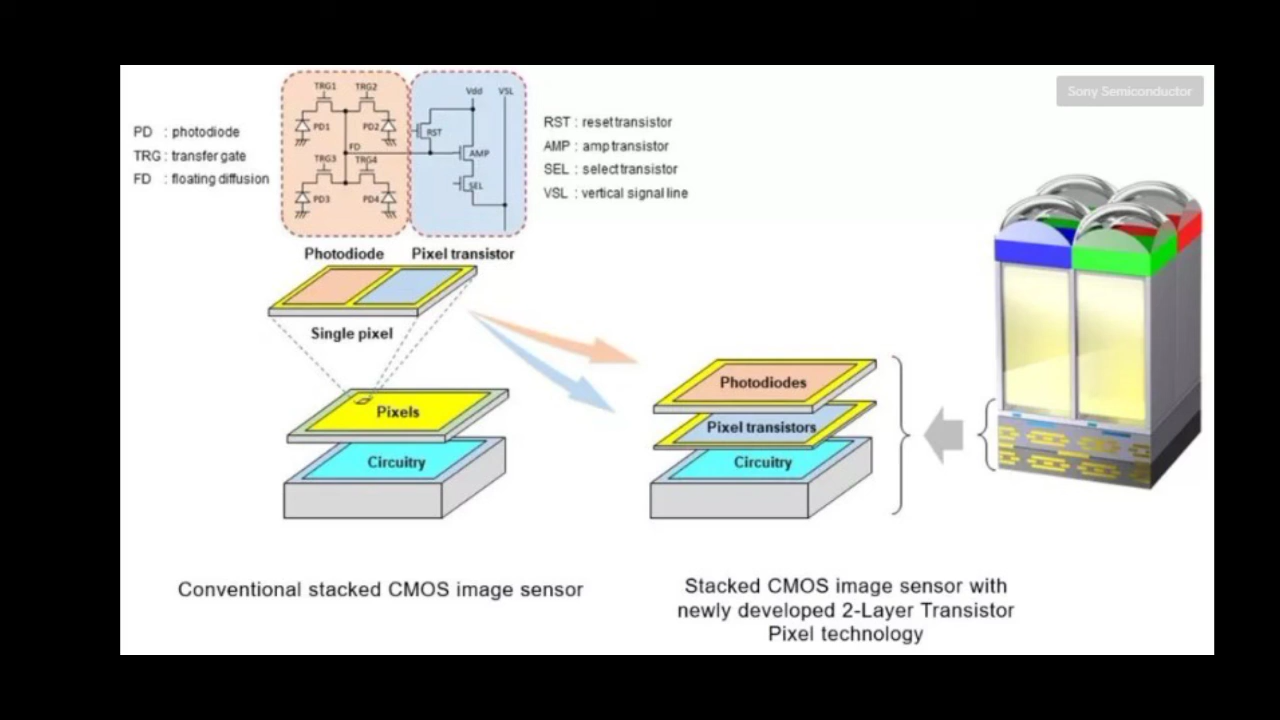 Sony Semiconductor
TRG1
TRG2
Vdd
VSL
PD1
PD2
RST
FD
AMP
TRG3
TRG4
SEL
PD3
PD4
PD : photodiode
TRG : transfer gate
FD : floating diffusion
RST : reset transistor
AMP : amp transistor
SEL : select transistor
VSL : vertical signal line
Photodiode
Pixel transistor
Single pixel
Pixels
Circuitry
Photodiodes
Pixel transistors
Circuitry
Conventional stacked CMOS image sensor
Stacked CMOS image sensor with
newly developed 2-Layer Transistor
Pixel technology